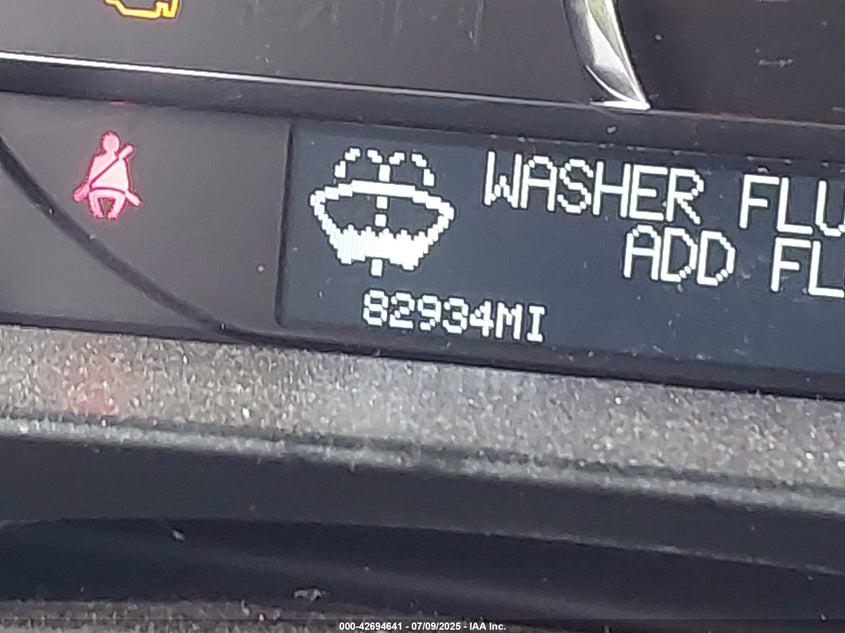 WASHER FLU
ADD FL
82934MI
000-42694641 - 07/09/2025 - IAA Inc.